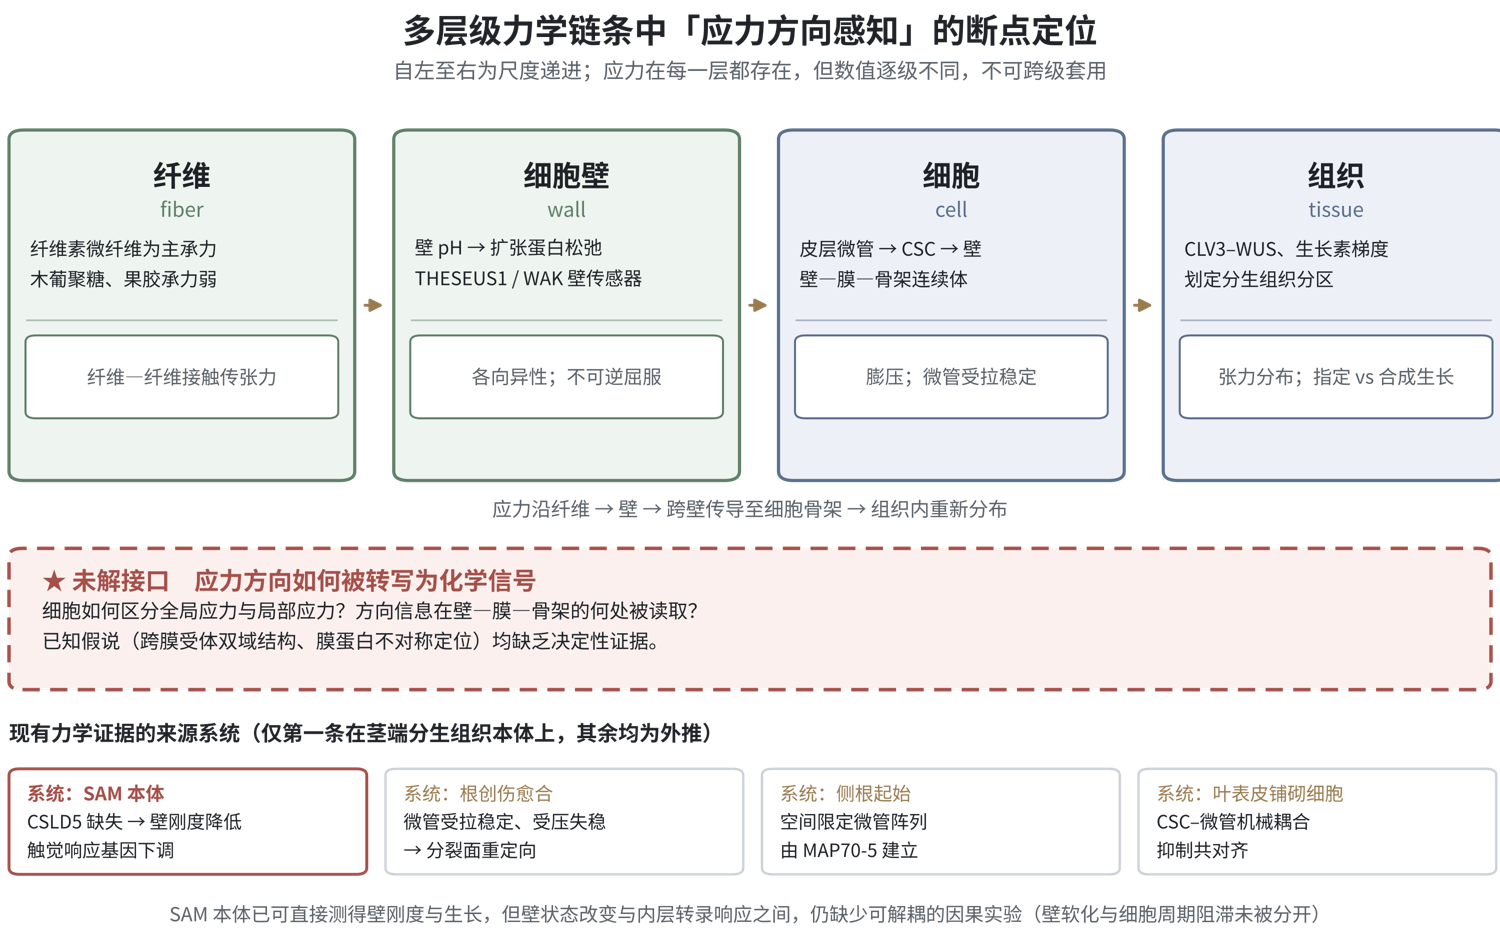 多层级力学链条中「应力方向感知」的断点定位
自左至右为尺度递进；应力在每一层都存在，但数值逐级不同，不可跨级套用
纤维
fiber
纤维素微纤维为主承力
木葡聚糖、果胶承力弱
纤维—纤维接触传张力
细胞壁
wall
壁 pH → 扩张蛋白松弛
THESEUS1 / WAK 壁传感器
各向异性；不可逆屈服
细胞
cell
皮层微管 → CSC → 壁
壁—膜—骨架连续体
膨压；微管受拉稳定
组织
tissue
CLV3–WUS、生长素梯度
划定分生组织分区
张力分布；指定 vs 合成生长
应力沿纤维 → 壁 → 跨壁传导至细胞骨架 → 组织内重新分布
★ 未解接口　应力方向如何被转写为化学信号
细胞如何区分全局应力与局部应力？方向信息在壁—膜—骨架的何处被读取？
已知假说（跨膜受体双域结构、膜蛋白不对称定位）均缺乏决定性证据。
现有力学证据的来源系统（仅第一条在茎端分生组织本体上，其余均为外推）
系统：SAM 本体
CSLD5 缺失 → 壁刚度降低
触觉响应基因下调
系统：根创伤愈合
微管受拉稳定、受压失稳
→ 分裂面重定向
系统：侧根起始
空间限定微管阵列
由 MAP70-5 建立
系统：叶表皮铺砌细胞
CSC–微管机械耦合
抑制共对齐
SAM 本体已可直接测得壁刚度与生长，但壁状态改变与内层转录响应之间，仍缺少可解耦的因果实验（壁软化与细胞周期阻滞未被分开）